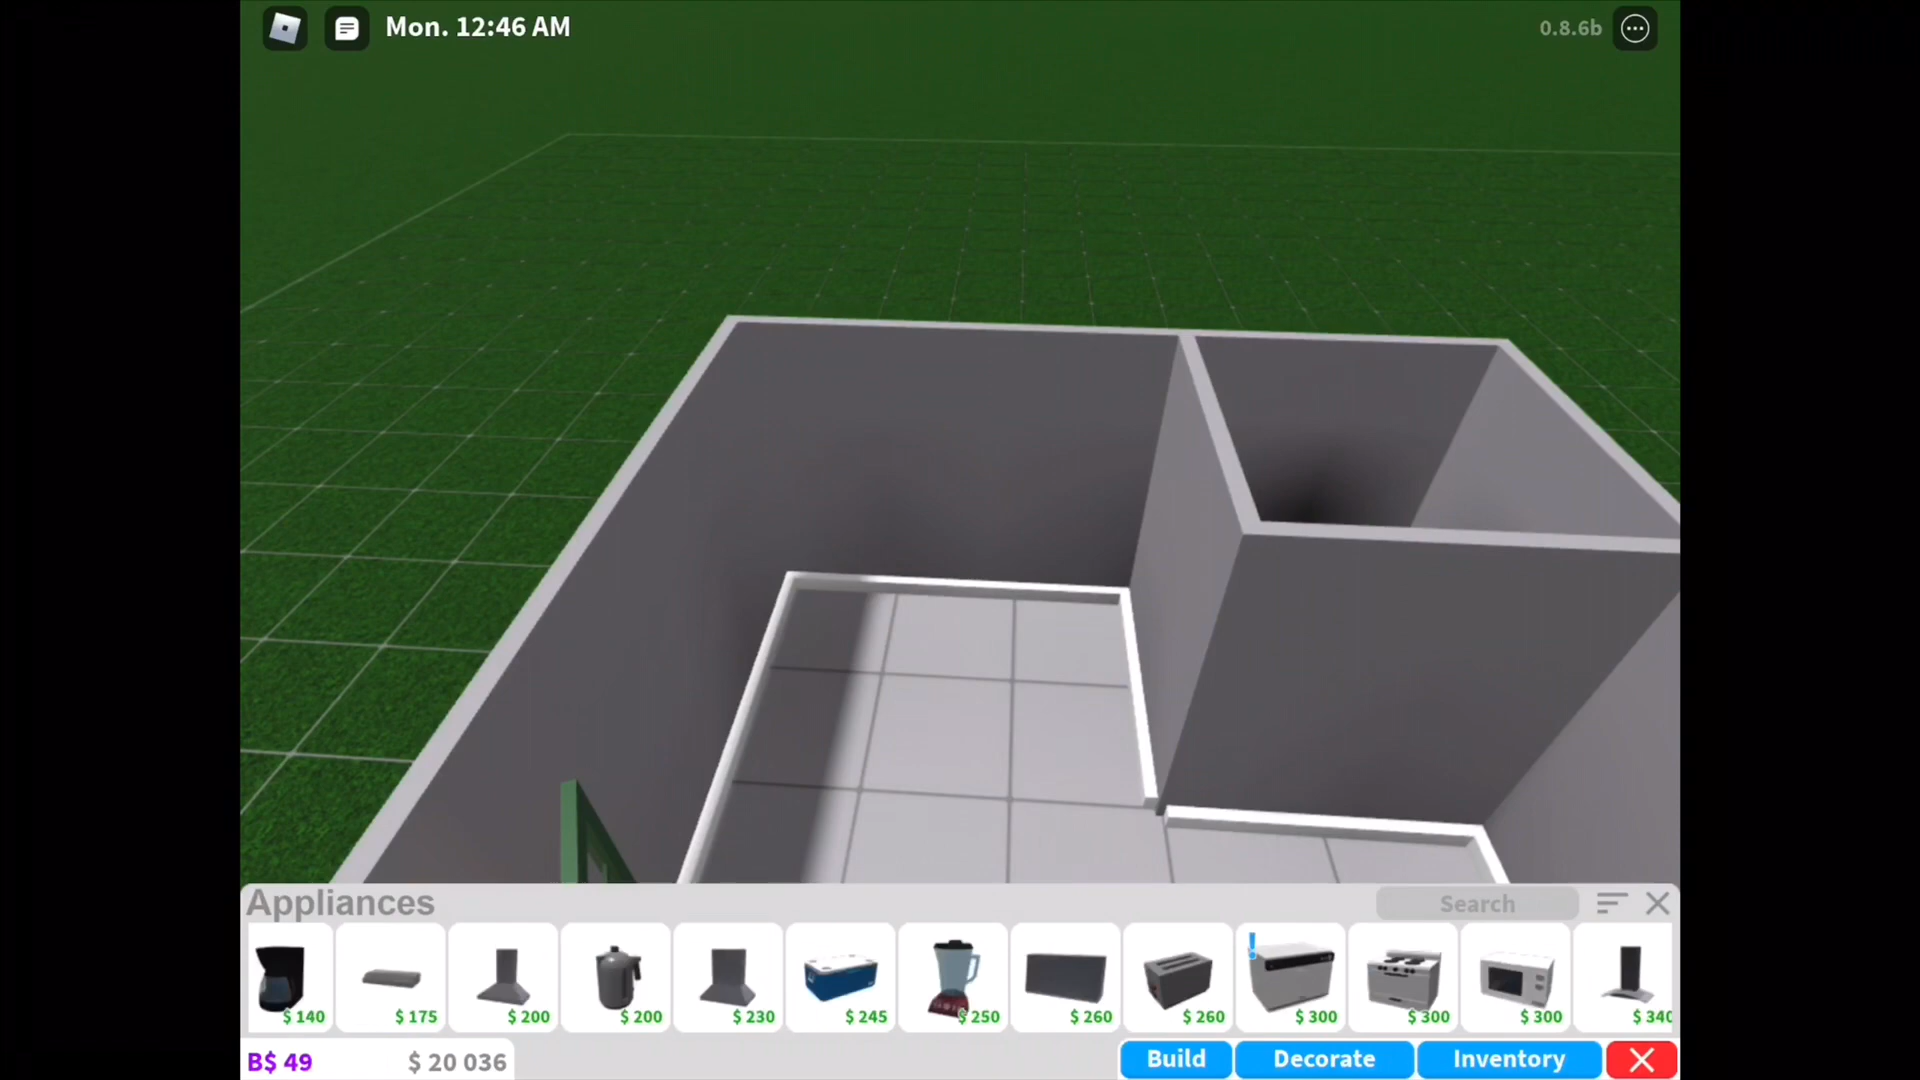 Mon. 12:46 AM
0.8.6b
Appliances
Search
$ 140
$ 175
$ 200
$ 200
$ 230
$ 245
$ 250
$ 260
$ 260
$ 300
$ 300
$ 300
$ 340
B$ 49
$ 20 036
Build
Decorate
Inventory